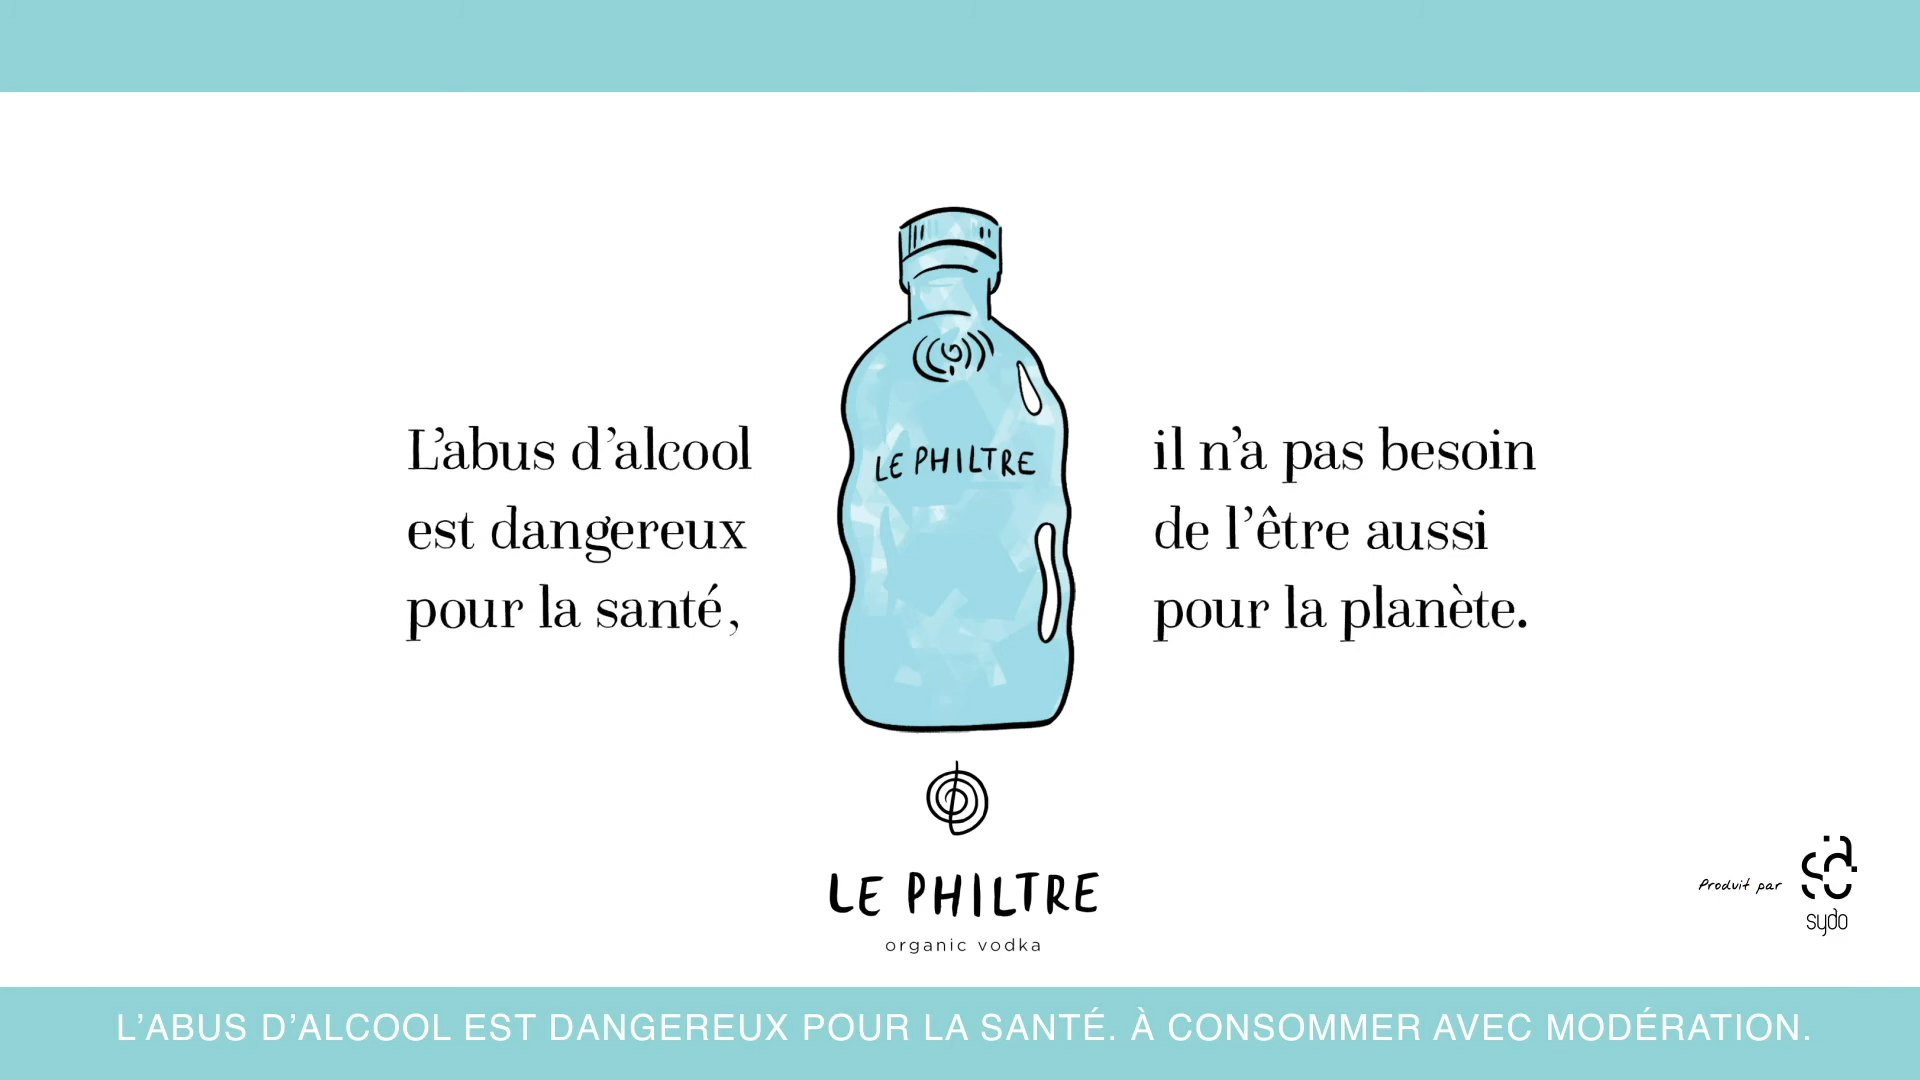 L'abus d'alcool
est dangereux
pour la santé,
LE PHILTRE
il n'a pas besoin
de l'être aussi
pour la planète.
LE PHILTRE
organic vodka
Produit par
sydo
L'ABUS D'ALCOOL EST DANGEREUX POUR LA SANTÉ. À CONSOMMER AVEC MODÉRATION.